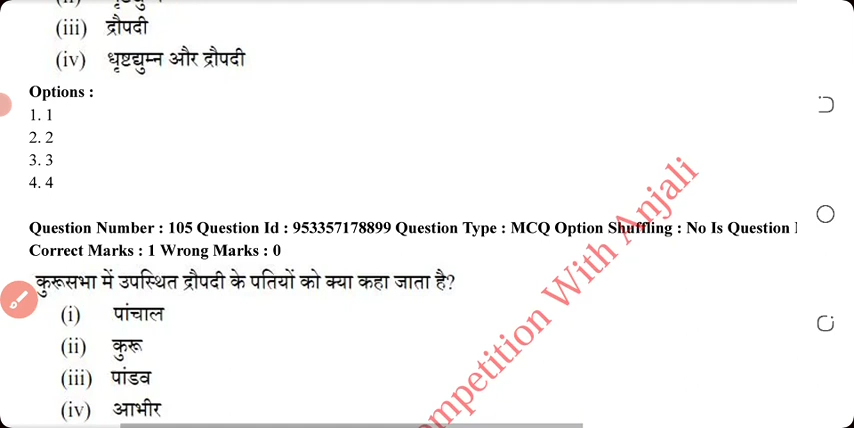 (iii) द्रौपदी
(iv) धृष्टद्युम्न और द्रौपदी
Options :
1. 1
2. 2
3. 3
4. 4
Question Number : 105 Question Id : 953357178899 Question Type : MCQ Option Shuffling : No Is Question
Correct Marks : 1 Wrong Marks : 0
कुरूसभा में उपस्थित द्रौपदी के पतियों को क्या कहा जाता है?
(i) पांचाल
(ii) कुरू
(iii) पांडव
(iv) आभीर
ompetition With Anjali